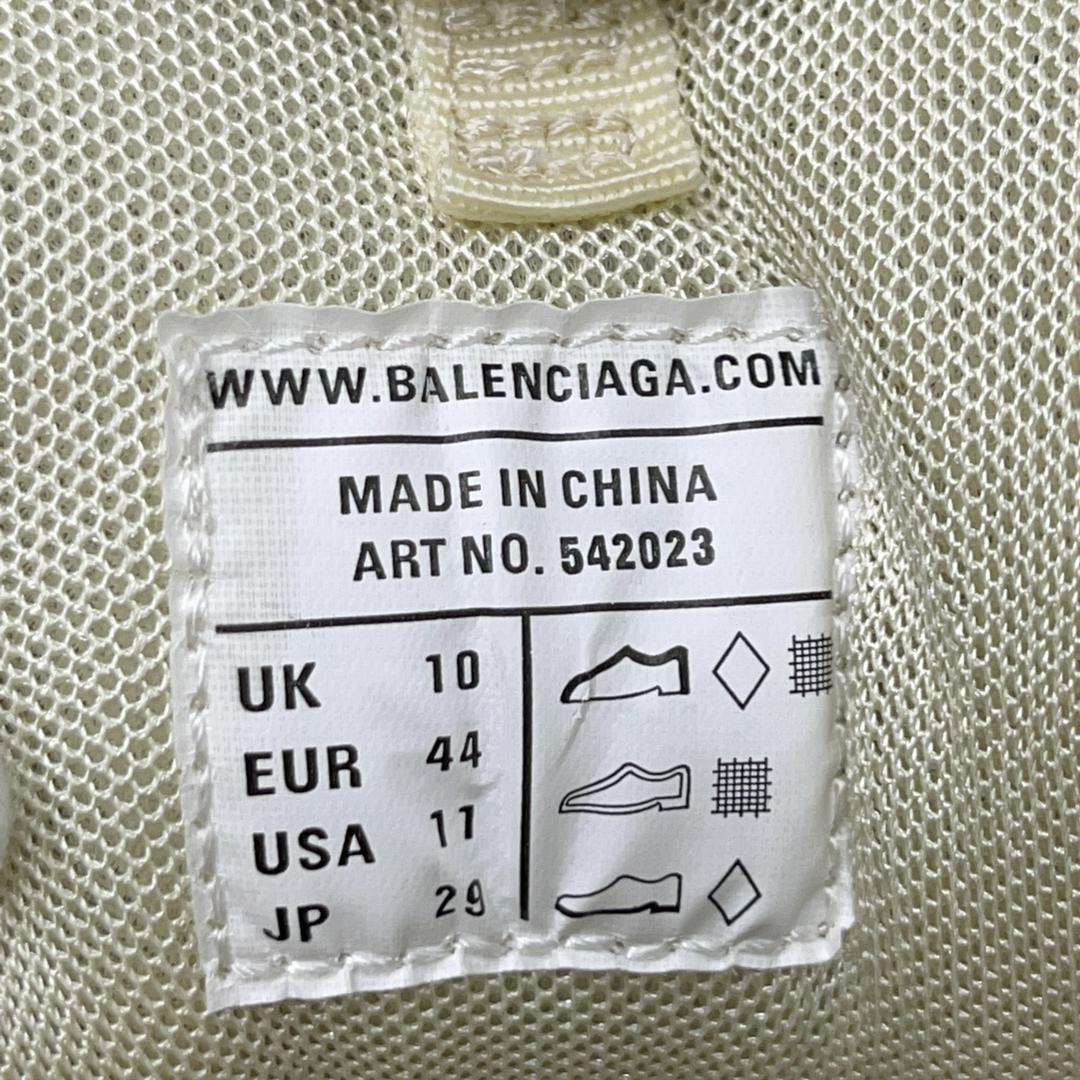 WWW.BALENCIAGA.COM
MADE IN CHINA
ART NO. 542023
UK 10
EUR 44
USA 11
JP 29